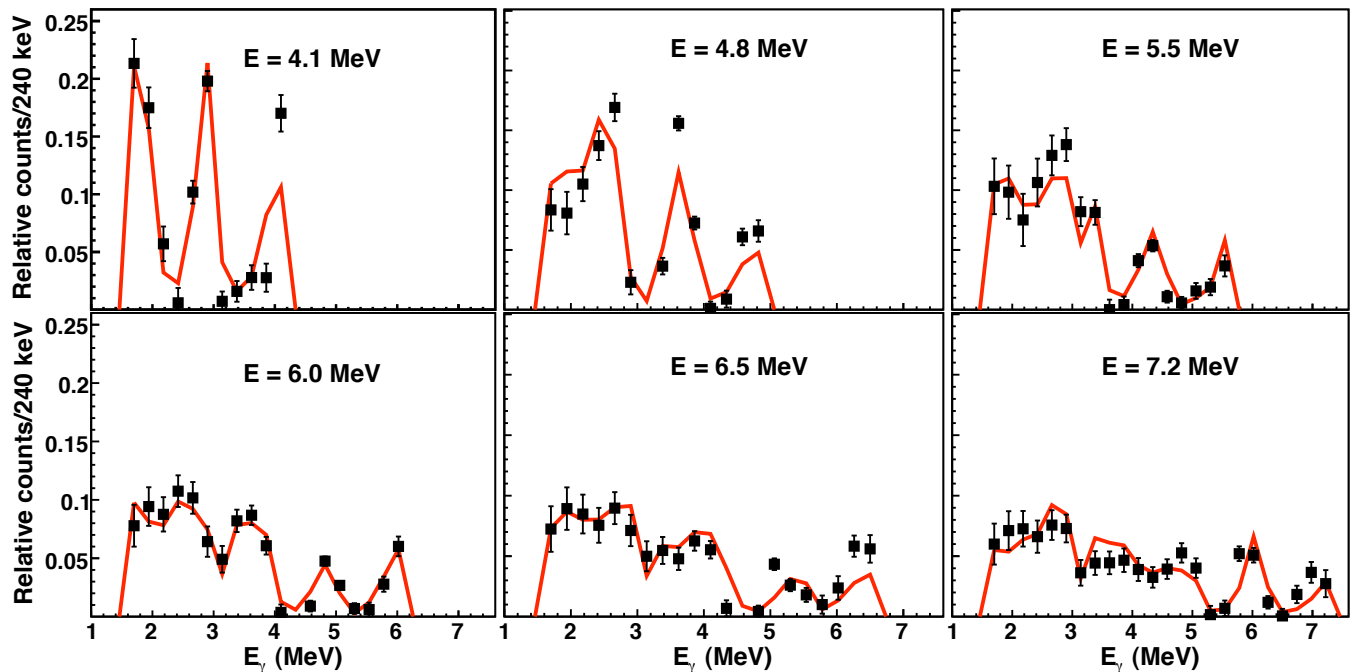 0.25
0.2
0.15
0.1
0.05
Relative counts/240 keV
E = 4.1 MeV
E = 4.8 MeV
E = 5.5 MeV
0.25
0.2
0.15
0.1
0.05
Relative counts/240 keV
E = 6.0 MeV
E = 6.5 MeV
E = 7.2 MeV
1 2 3 4 5 6 7
1 2 3 4 5 6 7
1 2 3 4 5 6 7
Eγ (MeV)
Eγ (MeV)
Eγ (MeV)